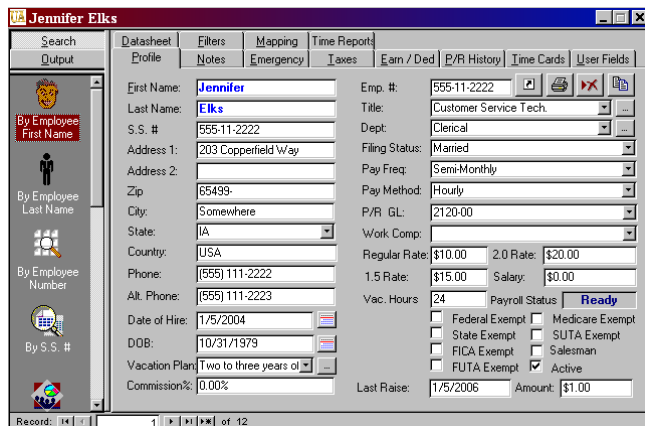 UA Jennifer Elks
Search
Output
Datasheet Filters Mapping Time Reports
Profile Notes Emergency Taxes Earn / Ded P/R History Time Cards User Fields
By Employee
First Name
By Employee
Last Name
By Employee
Number
By S.S. #
First Name: Jennifer
Last Name: Elks
S.S. # 555-11-2222
Address 1: 203 Copperfield Way
Address 2:
Zip 65499-
City: Somewhere
State: IA
Country: USA
Phone: (555) 111-2222
Alt. Phone: (555) 111-2223
Date of Hire: 1/5/2004
DOB: 10/31/1979
Vacation Plan: Two to three years ol ...
Commission%: 0.00%
Emp. #: 555-11-2222
Title: Customer Service Tech. ...
Dept: Clerical ...
Filing Status: Married
Pay Freq: Semi-Monthly
Pay Method: Hourly
P/R GL: 2120-00
Work Comp:
Regular Rate: $10.00 2.0 Rate: $20.00
1.5 Rate: $15.00 Salary: $0.00
Vac. Hours 24 Payroll Status Ready
Federal Exempt Medicare Exempt
State Exempt SUTA Exempt
FICA Exempt Salesman
FUTA Exempt Active
Last Raise: 1/5/2006 Amount: $1.00
Record: 1 of 12